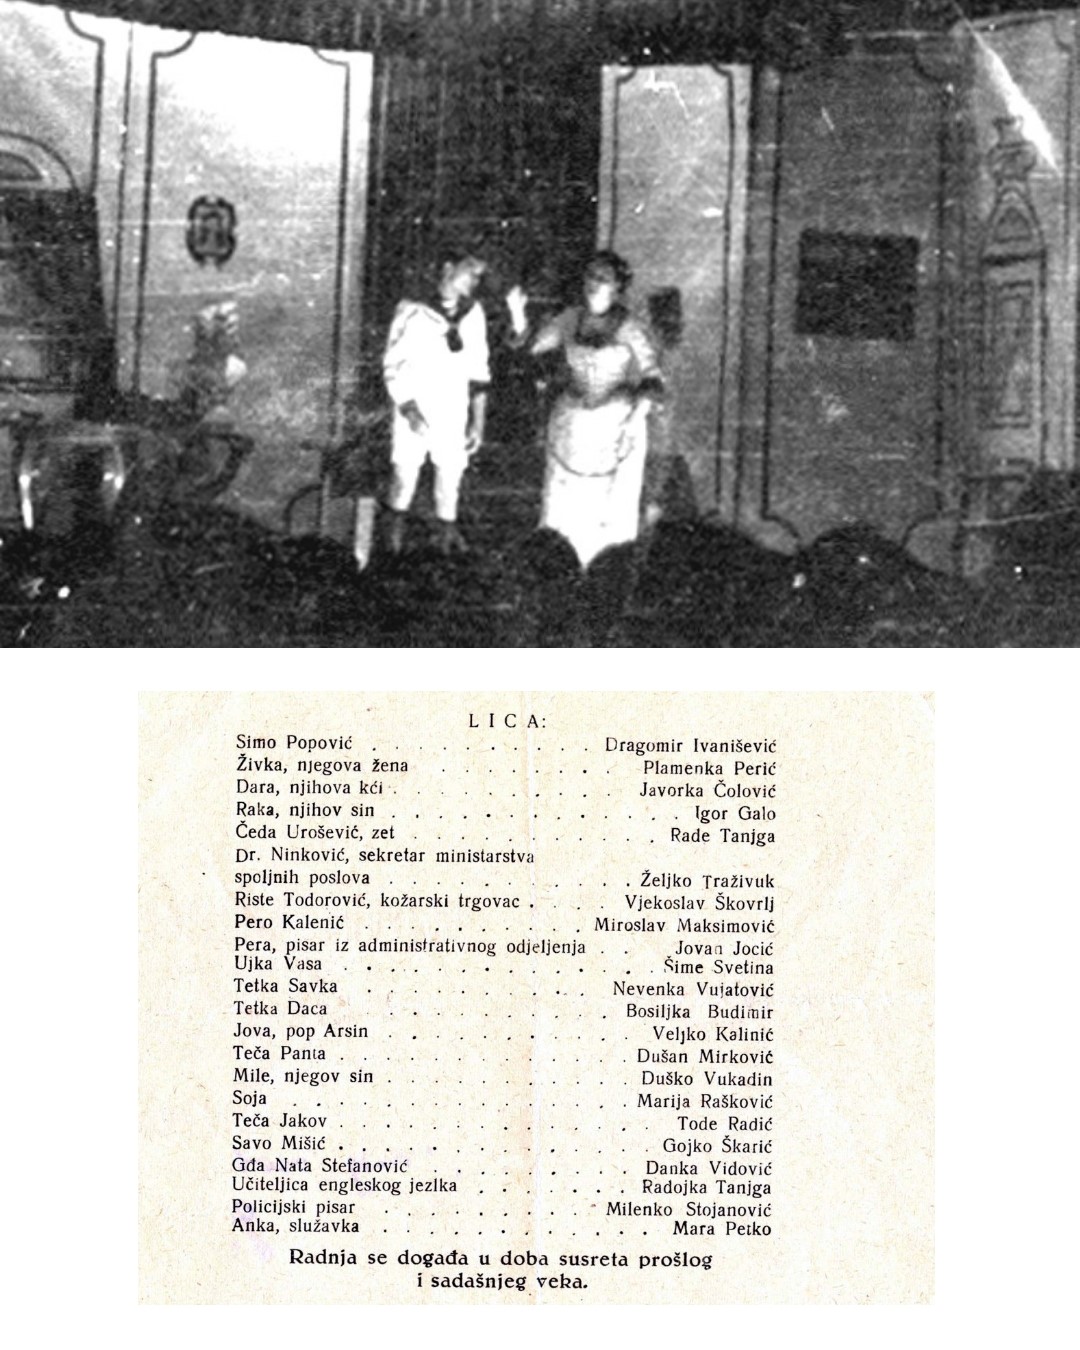 LICA:
Simo Popović . . . . . . . . . . Dragomir Ivanišević
Živka, njegova žena . . . . . . . Plamenka Perić
Dara, njihova kći . . . . . . . . . Javorka Čolović
Raka, njihov sin . . . . . . . . . . . . Igor Galo
Čeda Urošević, zet . . . . . . . . . . . Rade Tanjga
Dr. Ninković, sekretar ministarstva
spoljnih poslova . . . . . . . . . . . Željko Traživuk
Riste Todorović, kožarski trgovac . . . . Vjekoslav Škovrlj
Pero Kalenić . . . . . . . . . . Miroslav Maksimović
Pera, pisar iz administrativnog odjeljenja . . Jovan Jocić
Ujka Vasa . . . . . . . . . . . . . . Šime Svetina
Tetka Savka . . . . . . . . . . Nevenka Vujatović
Tetka Daca . . . . . . . . . . Bosiljka Budimir
Jova, pop Arsin . . . . . . . . . . . Veljko Kalinić
Teča Panta . . . . . . . . . . . . . Dušan Mirković
Mile, njegov sin . . . . . . . . . . . Duško Vukadin
Soja . . . . . . . . . . . . . . . Marija Rašković
Teča Jakov . . . . . . . . . . . . . . Tode Radić
Savo Mišić . . . . . . . . . . . . . . Gojko Škarić
Gđa Nata Stefanović . . . . . . . . . Danka Vidović
Učiteljica engleskog jezika . . . . . . . Radojka Tanjga
Policijski pisar . . . . . . . . . . Milenko Stojanović
Anka, služavka . . . . . . . . . . . . Mara Petko
Radnja se događa u doba susreta prošlog
i sadašnjeg veka.